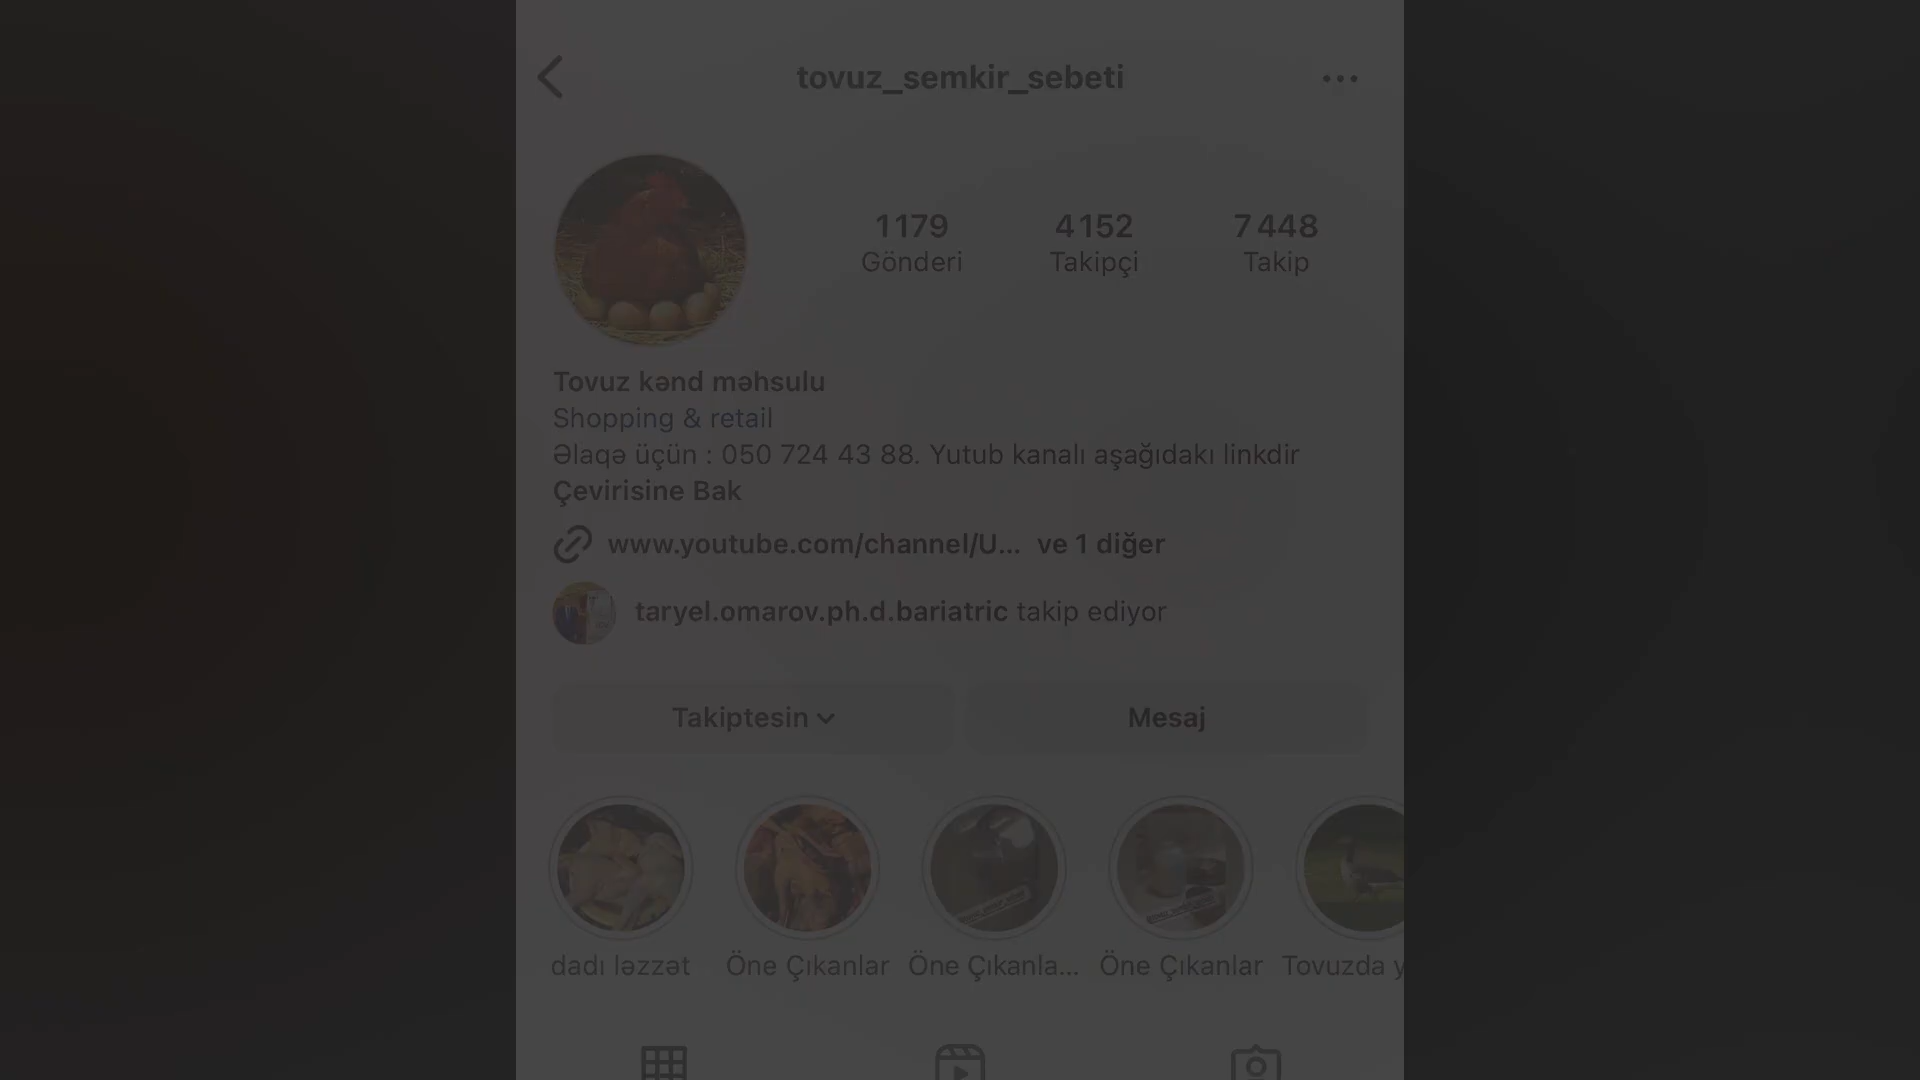 tovuz_semkir_sebeti
1179 4152 7448
Gönderi Takipçi Takip
Tovuz kənd məhsulu
Shopping & retail
Əlaqə üçün : 050 724 43 88. Yutub kanalı aşağıdakı linkdir
Çevirisine Bak
www.youtube.com/channel/U... ve 1 diğer
taryel.omarov.ph.d.bariatric takip ediyor
Takiptesin Mesaj
dadı ləzzət Öne Çıkanlar Öne Çıkanla... Öne Çıkanlar Tovuzda y